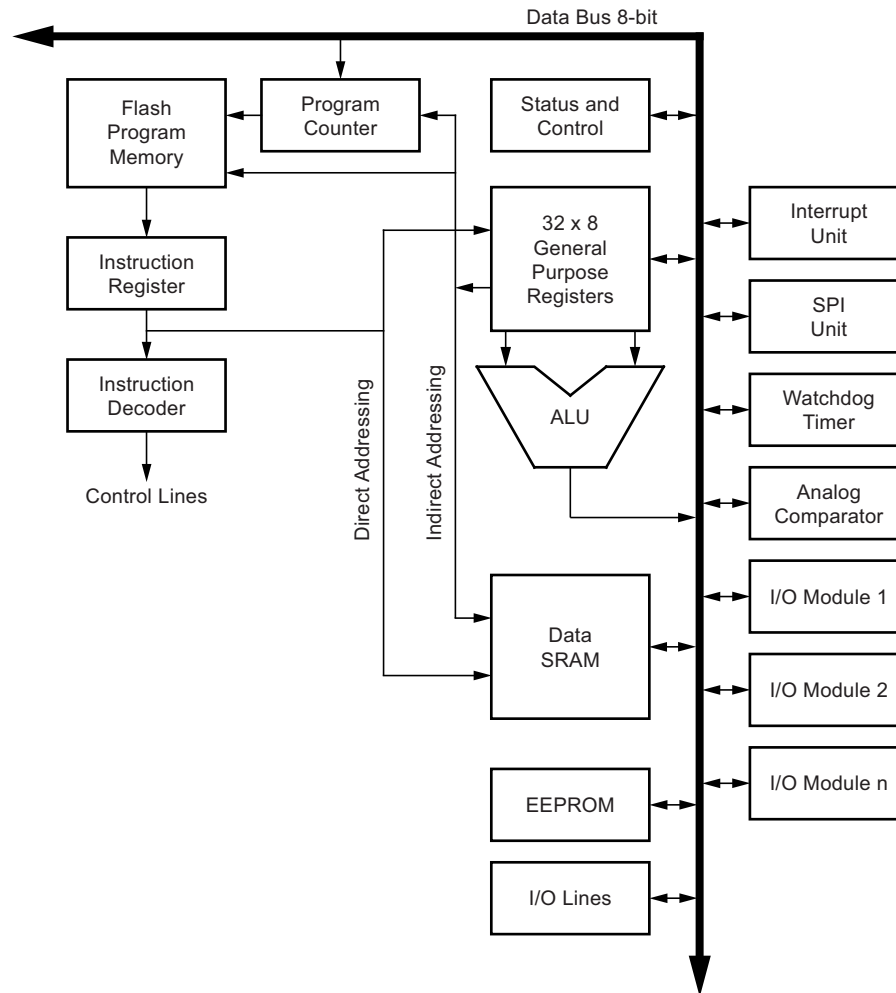 Data Bus 8-bit
Flash
Program
Memory
Program
Counter
Status and
Control
32 x 8
General
Purpose
Registers
Interrupt
Unit
Instruction
Register
SPI
Unit
Instruction
Decoder
Direct Addressing
Indirect Addressing
ALU
Watchdog
Timer
Control Lines
Analog
Comparator
I/O Module 1
Data
SRAM
I/O Module 2
I/O Module n
EEPROM
I/O Lines